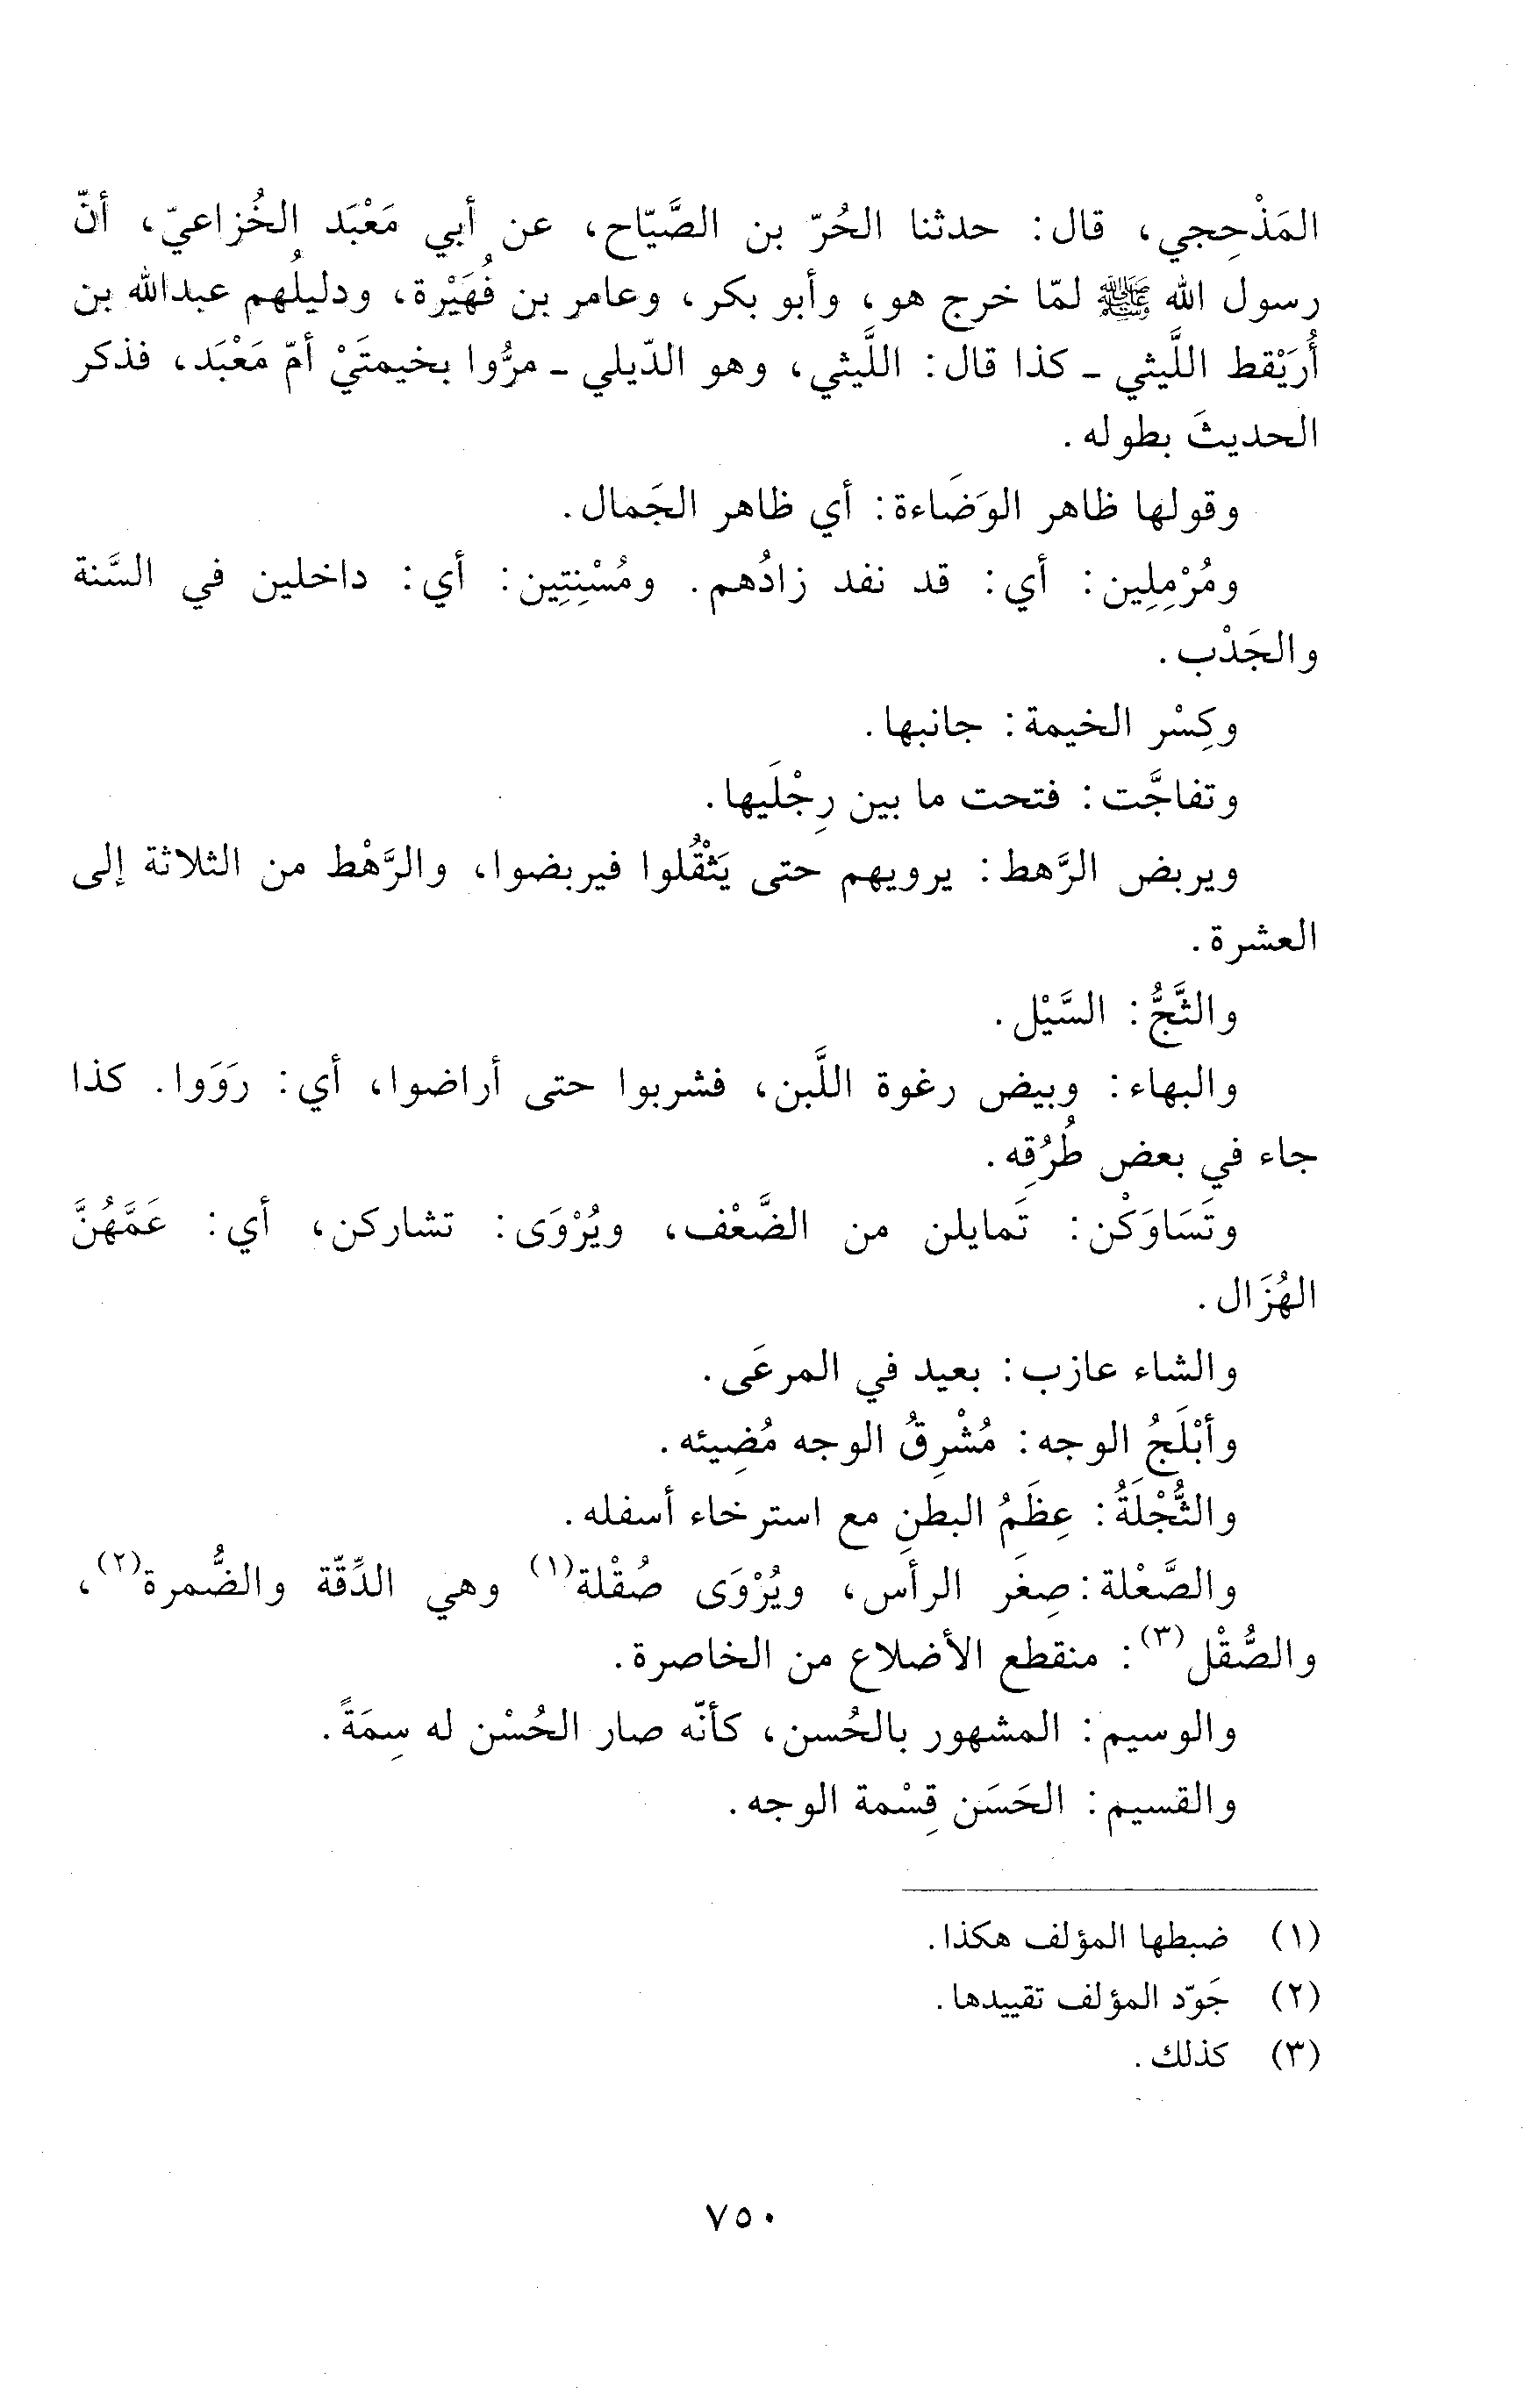 المَذْحِجي، قال: حدثنا الحُرّ بن الصَّيّاح، عن أبي مَعْبَد الخُزاعيّ، أنّ
رسول الله ﷺ لمّا خرج هو، وأبو بكر، وعامر بن فُهَيْرة، ودليلُهم عبدالله بن
أُرَيْقط اللَّيثي ـ كذا قال: اللَّيثي، وهو الدّيلي ـ مرُّوا بخيمتَيْ أمّ مَعْبَد، فذكر
الحديثَ بطوله.
وقولها ظاهر الوَضَاءة: أي ظاهر الجَمال.
ومُرْمِلِين: أي: قد نفد زادُهم. ومُسْنِتِين: أي: داخلين في السَّنة
والجَدْب.
وكِسْر الخيمة: جانبها.
وتفاجَّت: فتحت ما بين رِجْلَيها.
ويربض الرَّهط: يرويهم حتى يَثْقُلوا فيربضوا، والرَّهْط من الثلاثة إلى
العشرة.
والثَّجُّ: السَّيْل.
والبهاء: وبيض رغوة اللَّبن، فشربوا حتى أراضوا، أي: رَوَوا. كذا
جاء في بعض طُرُقِه.
وتَسَاوَكْن: تَمايلن من الضَّعْف، ويُرْوَى: تشاركن، أي: عَمَّهُنَّ
الهُزَال.
والشاء عازب: بعيد في المرعَى.
وأبْلَجُ الوجه: مُشْرِقُ الوجه مُضِيئه.
والثُّجْلَةُ: عِظَمُ البطنِ مع استرخاء أسفله.
والصَّعْلة: صِغَر الرأس، ويُرْوَى صُقْلة(١) وهي الدِّقّة والضُّمرة(٢)،
والصُّقْل(٣): منقطع الأضلاع من الخاصرة.
والوسيم: المشهور بالحُسن، كأنّه صار الحُسْن له سِمَةً.
والقسيم: الحَسَن قِسْمة الوجه.
(١) ضبطها المؤلف هكذا.
(٢) جَوّد المؤلف تقييدها.
(٣) كذلك.
٧٥٠